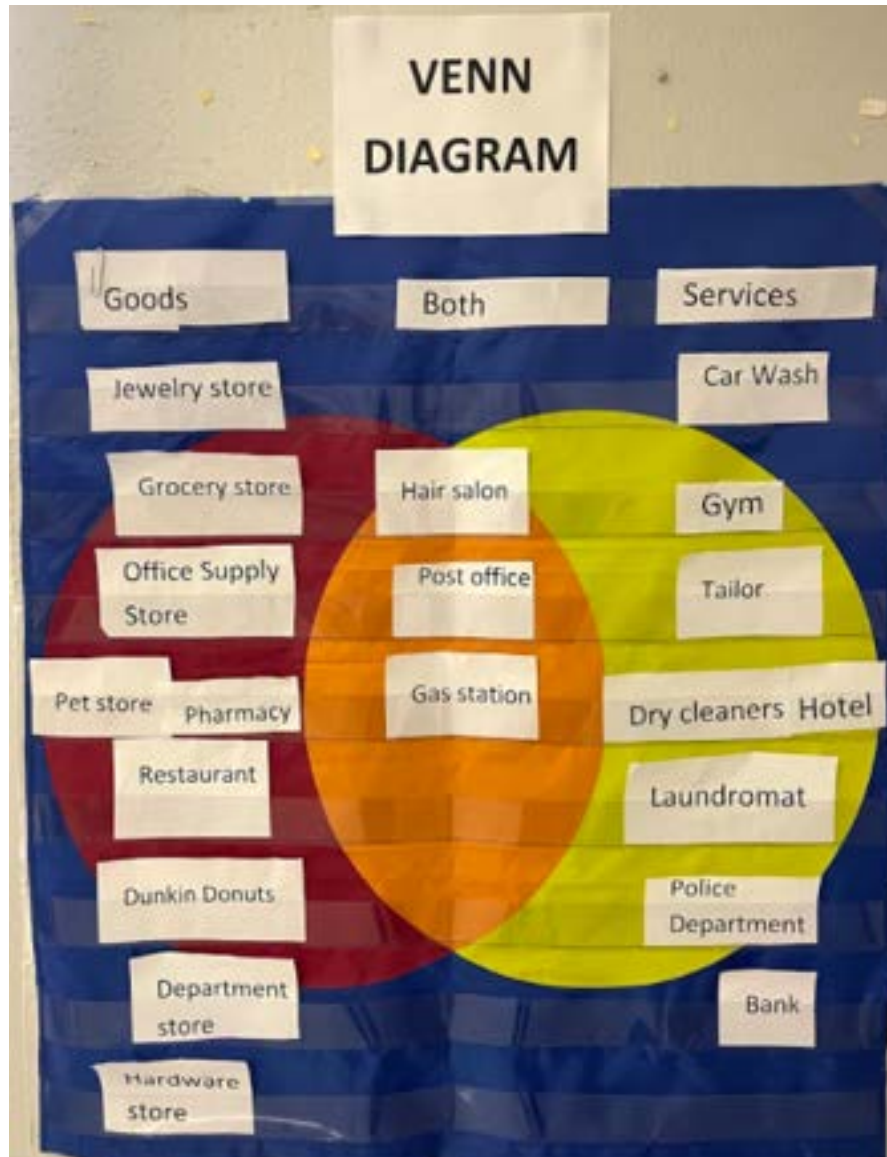 VENN
DIAGRAM
Goods
Both
Services
Jewelry store
Car Wash
Grocery store
Hair salon
Gym
Office Supply
Store
Post office
Tailor
Pet store
Pharmacy
Gas station
Dry cleaners
Hotel
Restaurant
Laundromat
Dunkin Donuts
Police
Department
Department
store
Bank
Hardware
store